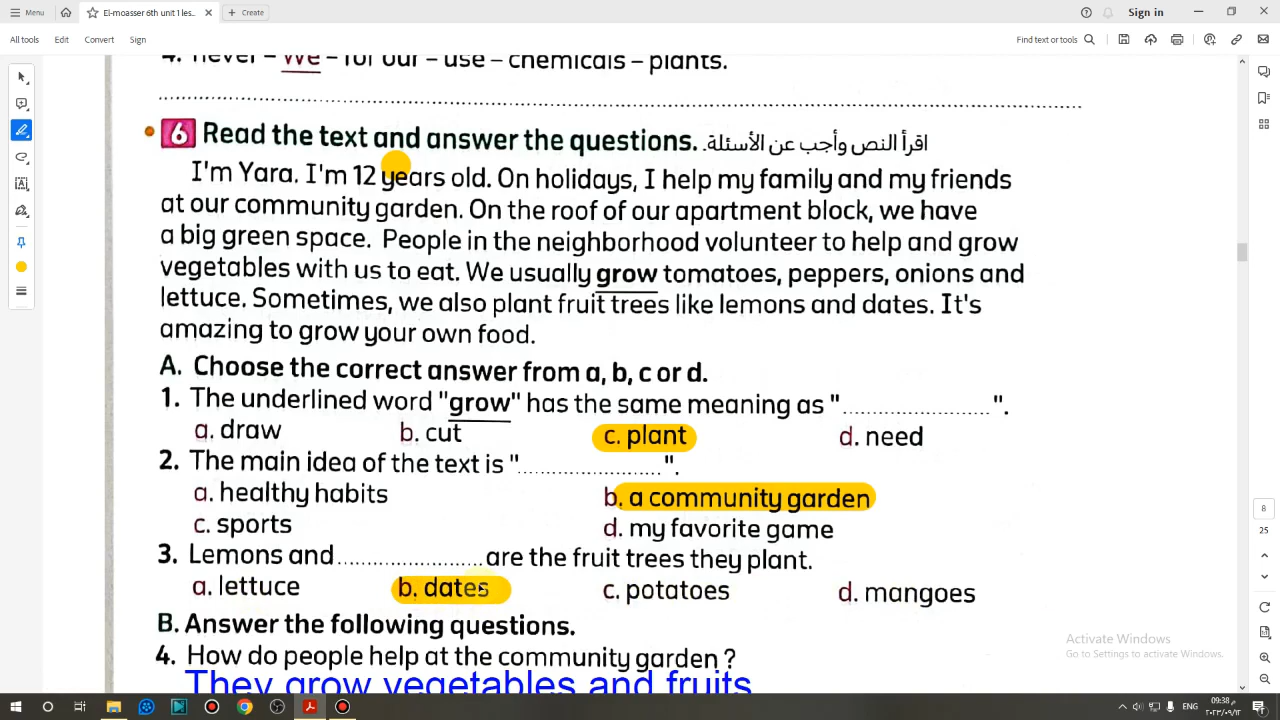 Menu
El-moasser 6th unit 1 les...
Create
Sign in
All tools Edit Convert Sign
Find text or tools
4. never – We – for our – use – chemicals – plants.
6 Read the text and answer the questions. اقرأ النص وأجب عن الأسئلة.
I'm Yara. I'm 12 years old. On holidays, I help my family and my friends
at our community garden. On the roof of our apartment block, we have
a big green space. People in the neighborhood volunteer to help and grow
vegetables with us to eat. We usually grow tomatoes, peppers, onions and
lettuce. Sometimes, we also plant fruit trees like lemons and dates. It's
amazing to grow your own food.
A. Choose the correct answer from a, b, c or d.
1. The underlined word "grow" has the same meaning as "....................".
a. draw b. cut c. plant d. need
2. The main idea of the text is "....................".
a. healthy habits b. a community garden
c. sports d. my favorite game
3. Lemons and .................... are the fruit trees they plant.
a. lettuce b. dates c. potatoes d. mangoes
B. Answer the following questions.
4. How do people help at the community garden ?
They grow vegetables and fruits
8
25
Activate Windows
Go to Settings to activate Windows.
ENG
09:38 م